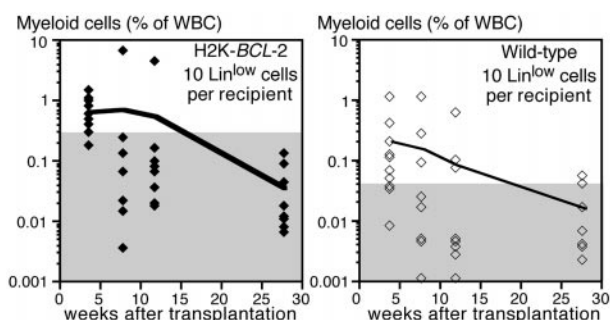 Myeloid cells (% of WBC)
H2K-BCL-2
10 Linlow cells
per recipient
10
1
0.1
0.01
0.001
0 5 10 15 20 25 30
weeks after transplantation
Myeloid cells (% of WBC)
Wild-type
10 Linlow cells
per recipient
10
1
0.1
0.01
0.001
0 5 10 15 20 25 30
weeks after transplantation